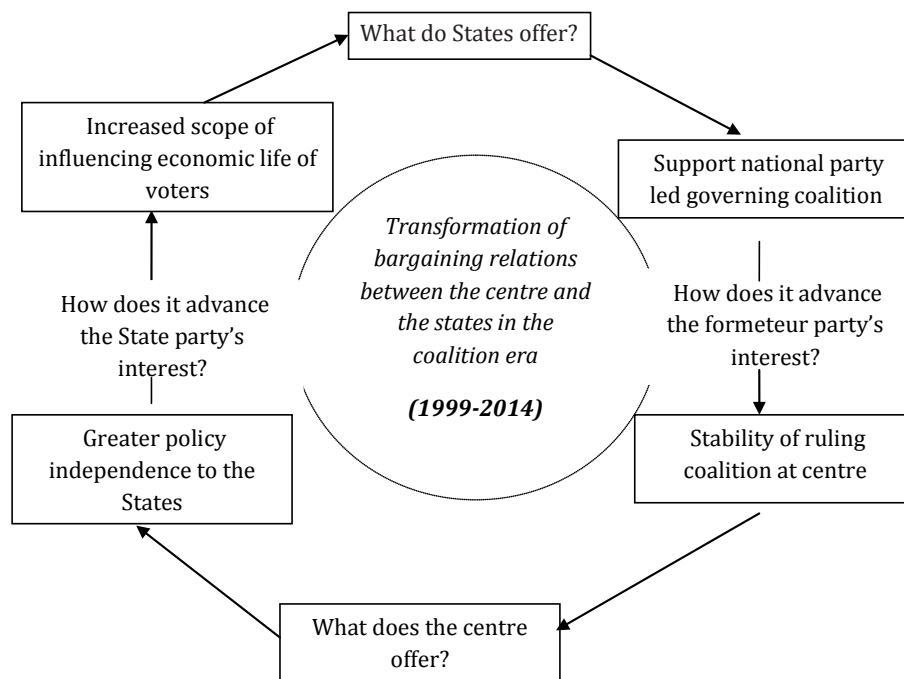 What do States offer?
Increased scope of
influencing economic life of
voters
Support national party
led governing coalition
Transformation of
bargaining relations
between the centre and
the states in the
coalition era
(1999-2014)
How does it advance
the State party's
interest?
How does it advance
the formeteur party's
interest?
Greater policy
independence to the
States
Stability of ruling
coalition at centre
What does the centre
offer?